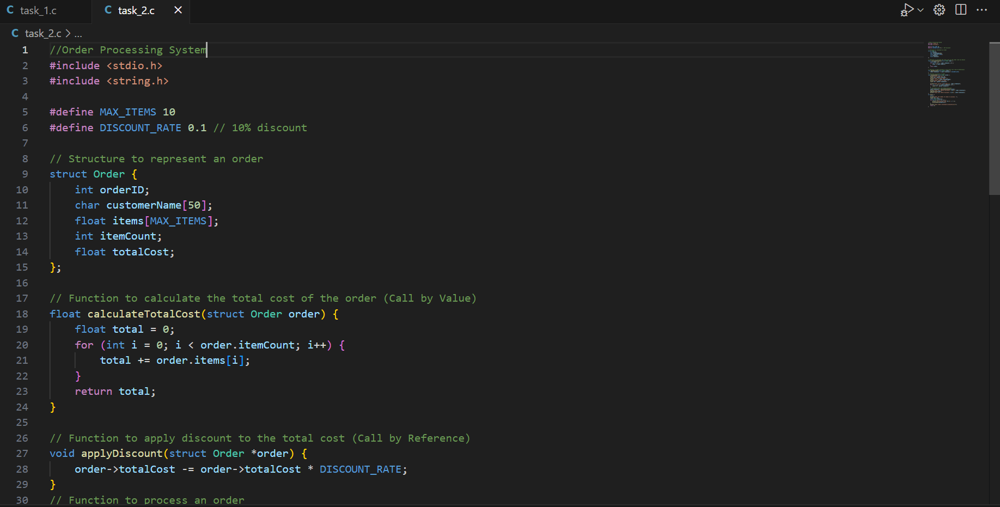 C task_1.c
C task_2.c ×
C task_2.c > ...
1 //Order Processing System
2 #include <stdio.h>
3 #include <string.h>
4
5 #define MAX_ITEMS 10
6 #define DISCOUNT_RATE 0.1 // 10% discount
7
8 // Structure to represent an order
9 struct Order {
10     int orderID;
11     char customerName[50];
12     float items[MAX_ITEMS];
13     int itemCount;
14     float totalCost;
15 };
16
17 // Function to calculate the total cost of the order (Call by Value)
18 float calculateTotalCost(struct Order order) {
19     float total = 0;
20     for (int i = 0; i < order.itemCount; i++) {
21         total += order.items[i];
22     }
23     return total;
24 }
25
26 // Function to apply discount to the total cost (Call by Reference)
27 void applyDiscount(struct Order *order) {
28     order->totalCost -= order->totalCost * DISCOUNT_RATE;
29 }
30 // Function to process an order